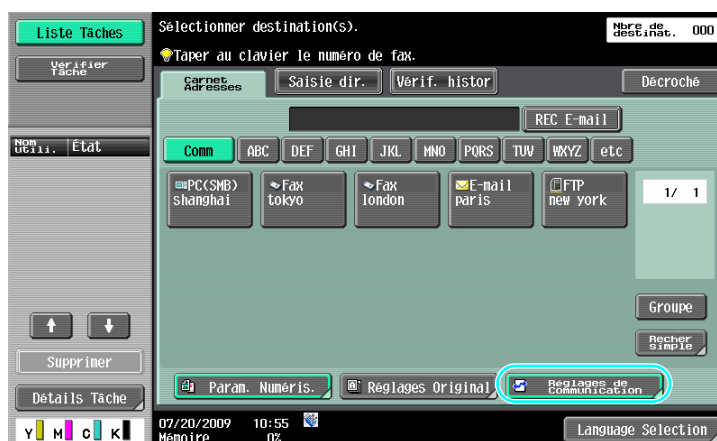 Liste Tâches
Vérifier
Tâche
Nom
utili. État
Supprimer
Détails Tâche
Y M C K
Sélectionner destination(s).
Nbre de
destinat. 000
Taper au clavier le numéro de fax.
Carnet
Adresses
Saisie dir.
Vérif. histor
Décroché
REC E-mail
Comm ABC DEF GHI JKL MNO PQRS TUV WXYZ etc
PC(SMB)
shanghai
Fax
tokyo
Fax
london
E-mail
paris
FTP
new york
1/ 1
Groupe
Recher
simple
Param. Numéris.
Réglages Original
Réglages de
Communication
07/20/2009 10:55
Mémoire 0%
Language Selection